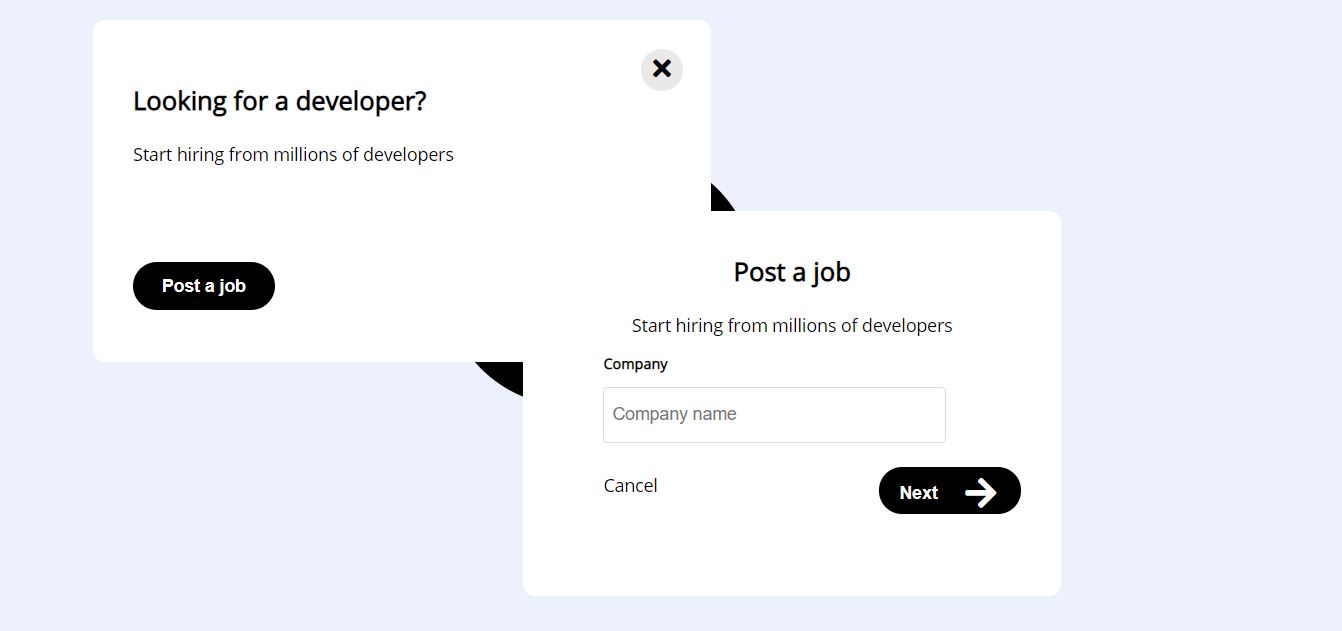 Looking for a developer?
Start hiring from millions of developers
Post a job
Post a job
Start hiring from millions of developers
Company
Company name
Cancel
Next